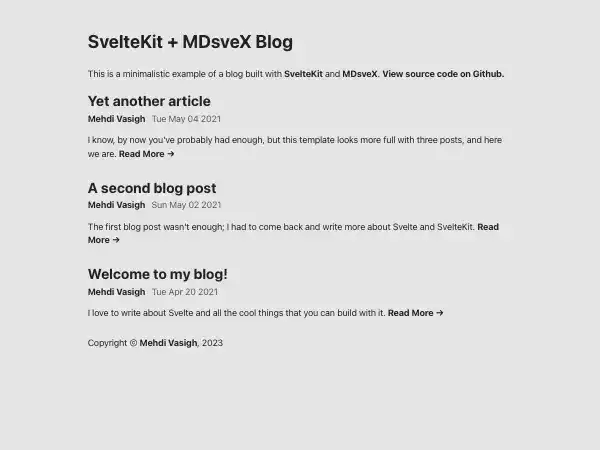 SvelteKit + MDsveX Blog
This is a minimalistic example of a blog built with SvelteKit and MDsveX. View source code on Github.
Yet another article
Mehdi Vasigh Tue May 04 2021
I know, by now you've probably had enough, but this template looks more full with three posts, and here
we are. Read More →
A second blog post
Mehdi Vasigh Sun May 02 2021
The first blog post wasn't enough; I had to come back and write more about Svelte and SvelteKit. Read
More →
Welcome to my blog!
Mehdi Vasigh Tue Apr 20 2021
I love to write about Svelte and all the cool things that you can build with it. Read More →
Copyright © Mehdi Vasigh, 2023